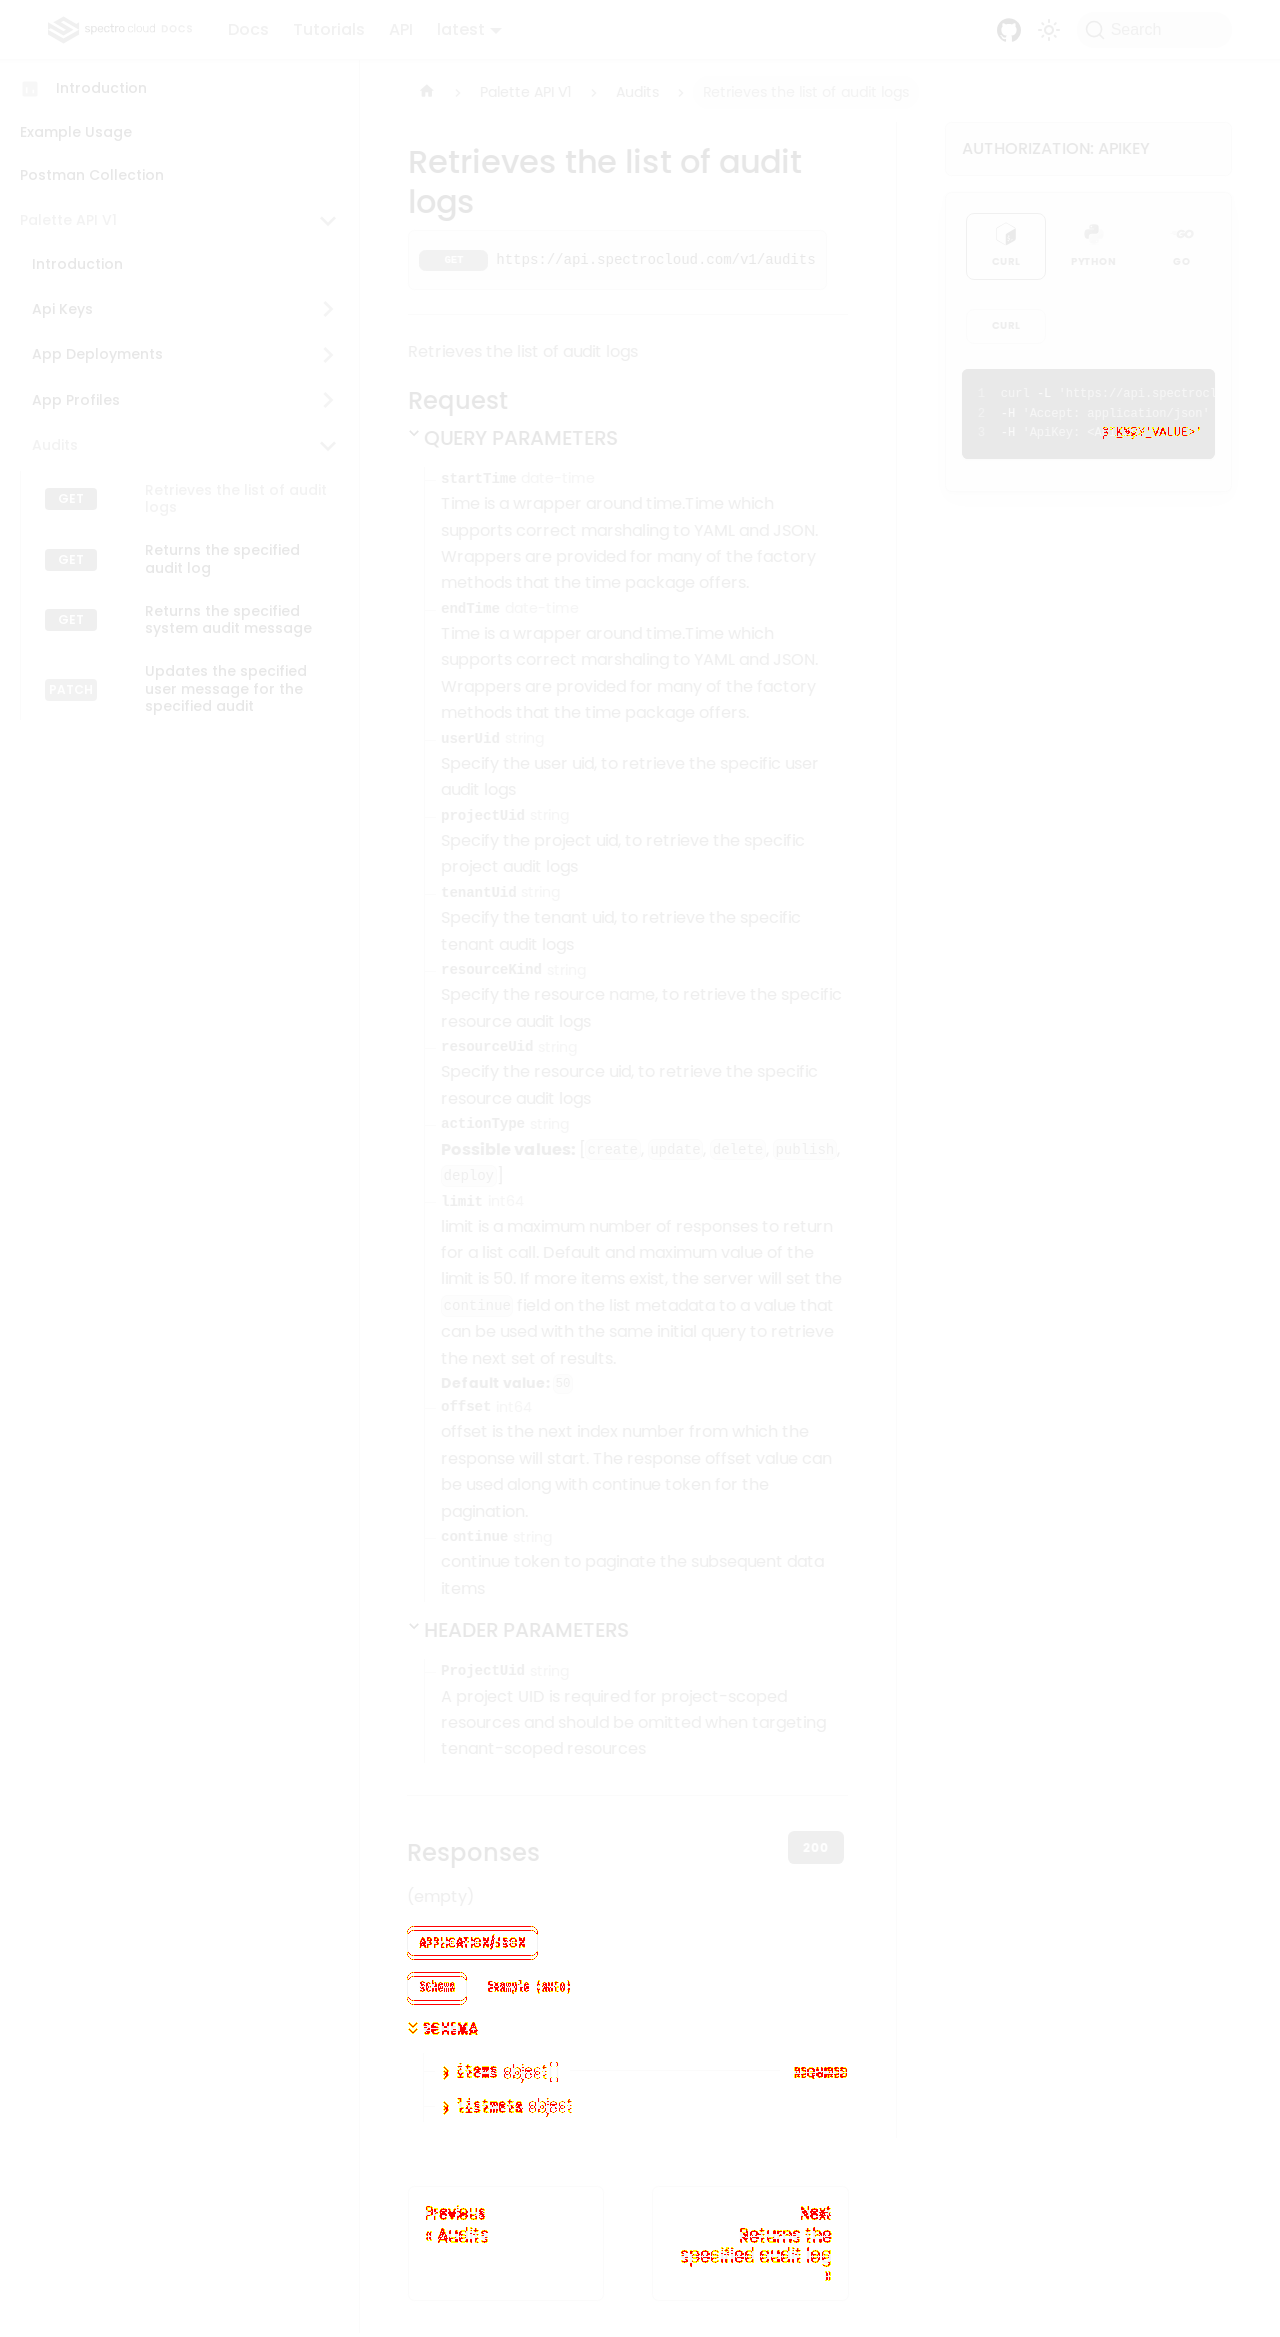 spectro cloud DOCS
Docs Tutorials API latest
Search
Introduction
Example Usage
Postman Collection
Palette API V1
Introduction
Api Keys
App Deployments
App Profiles
Audits
GET Retrieves the list of audit
logs
GET Returns the specified
audit log
GET Returns the specified
system audit message
PATCH Updates the specified
user message for the
specified audit
Palette API V1 > Audits > Retrieves the list of audit logs
Retrieves the list of audit
logs
GET https://api.spectrocloud.com/v1/audits
Retrieves the list of audit logs
Request
QUERY PARAMETERS
startTime date-time
Time is a wrapper around time.Time which
supports correct marshaling to YAML and JSON.
Wrappers are provided for many of the factory
methods that the time package offers.
endTime date-time
Time is a wrapper around time.Time which
supports correct marshaling to YAML and JSON.
Wrappers are provided for many of the factory
methods that the time package offers.
userUid string
Specify the user uid, to retrieve the specific user
audit logs
projectUid string
Specify the project uid, to retrieve the specific
project audit logs
tenantUid string
Specify the tenant uid, to retrieve the specific
tenant audit logs
resourceKind string
Specify the resource name, to retrieve the specific
resource audit logs
resourceUid string
Specify the resource uid, to retrieve the specific
resource audit logs
actionType string
Possible values: [create, update, delete, publish,
deploy ]
limit int64
limit is a maximum number of responses to return
for a list call. Default and maximum value of the
limit is 50. If more items exist, the server will set the
continue field on the list metadata to a value that
can be used with the same initial query to retrieve
the next set of results.
Default value: 50
offset int64
offset is the next index number from which the
response will start. The response offset value can
be used along with continue token for the
pagination.
continue string
continue token to paginate the subsequent data
items
HEADER PARAMETERS
ProjectUid string
A project UID is required for project-scoped
resources and should be omitted when targeting
tenant-scoped resources
Responses
200
(empty)
APPLICATION/JSON
Schema Example (auto)
SCHEMA
items object[] REQUIRED
listmeta object
Previous
« Audits
Next
Returns the
specified audit log
»
AUTHORIZATION: APIKEY
CURL PYTHON GO
-GO
CURL
1 curl -L 'https://api.spectrocl
2 -H 'Accept: application/json'
3 -H 'ApiKey: VALUE>'